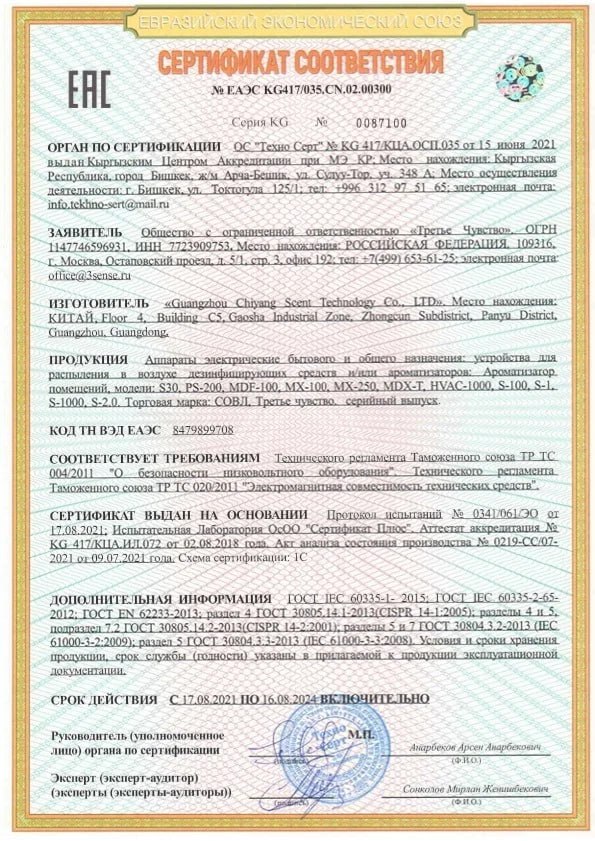 ЕВРАЗИЙСКИЙ ЭКОНОМИЧЕСКИЙ СОЮЗ
СЕРТИФИКАТ СООТВЕТСТВИЯ
ЕАС
№ ЕАЭС KG417/035.CN.02.00300
Серия KG № 0087100
ОРГАН ПО СЕРТИФИКАЦИИ ОС "Техно Серт" № KG 417/КЦА.ОСП.035 от 15 июня 2021
выдан Кыргызским Центром Аккредитации при МЭ КР; Место нахождения: Кыргызская
Республика, город Бишкек, ж/м Арча-Бешик, ул. Сулуу-Тор, уч. 348 А; Место осуществления
деятельности: г. Бишкек, ул. Токтогула 125/1; тел: +996 312 97 51 65; электронная почта:
info.tekhno-sert@mail.ru
ЗАЯВИТЕЛЬ Общество с ограниченной ответственностью «Третье Чувство». ОГРН
1147746596931, ИНН 7723909753, Место нахождения: РОССИЙСКАЯ ФЕДЕРАЦИЯ, 109316,
г. Москва, Остаповский проезд, д. 5/1, стр. 3, офис 192; тел: +7(499) 653-61-25; электронная почта:
office@3sense.ru
ИЗГОТОВИТЕЛЬ «Guangzhou Chiyang Scent Technology Co., LTD». Место нахождения:
КИТАЙ, Floor 4, Building C5, Gaosha Industrial Zone, Zhongcun Subdistrict, Panyu District,
Guangzhou, Guangdong.
ПРОДУКЦИЯ Аппараты электрические бытового и общего назначения: устройства для
распыления в воздухе дезинфицирующих средств и/или ароматизаторов: Ароматизатор
помещений, модели: S30, PS-200, MDF-100, MX-100, MX-250, MDX-T, HVAC-1000, S-100, S-1,
S-1000, S-2.0. Торговая марка: СОВЛ, Третье чувство. серийный выпуск.
КОД ТН ВЭД ЕАЭС 8479899708
СООТВЕТСТВУЕТ ТРЕБОВАНИЯМ Технического регламента Таможенного союза ТР ТС
004/2011 "О безопасности низковольтного оборудования". Технического регламента
Таможенного союза ТР ТС 020/2011 "Электромагнитная совместимость технических средств".
СЕРТИФИКАТ ВЫДАН НА ОСНОВАНИИ Протокол испытаний № 0341/061/ЭО от
17.08.2021; Испытательная Лаборатория ОсОО "Сертификат Плюс". Аттестат аккредитации №
KG 417/КЦА.ИЛ.072 от 02.08.2018 года. Акт анализа состояния производства № 0219-СС/07-
2021 от 09.07.2021 года. Схема сертификации: 1С
ДОПОЛНИТЕЛЬНАЯ ИНФОРМАЦИЯ ГОСТ IEC 60335-1- 2015; ГОСТ IEC 60335-2-65-
2012; ГОСТ EN 62233-2013; раздел 4 ГОСТ 30805.14.1-2013(CISPR 14-1:2005); разделы 4 и 5,
подраздел 7.2 ГОСТ 30805.14.2-2013(CISPR 14-2:2001); разделы 5 и 7 ГОСТ 30804.3.2-2013 (IEC
61000-3-2:2009); раздел 5 ГОСТ 30804.3.3-2013 (IEC 61000-3-3:2008). Условия и сроки хранения
продукции, срок службы (годности) указаны в прилагаемой к продукции эксплуатационной
документации.
СРОК ДЕЙСТВИЯ С 17.08.2021 ПО 16.08.2024 ВКЛЮЧИТЕЛЬНО
Руководитель (уполномоченное
лицо) органа по сертификации
Техно
Серт
М.П.
(подпись)
Анарбеков Арсен Анарбекович
(Ф.И.О.)
Эксперт (эксперт-аудитор)
(эксперты (эксперты-аудиторы))
(подпись)
Сонколов Мирлан Женишбекович
(Ф.И.О.)